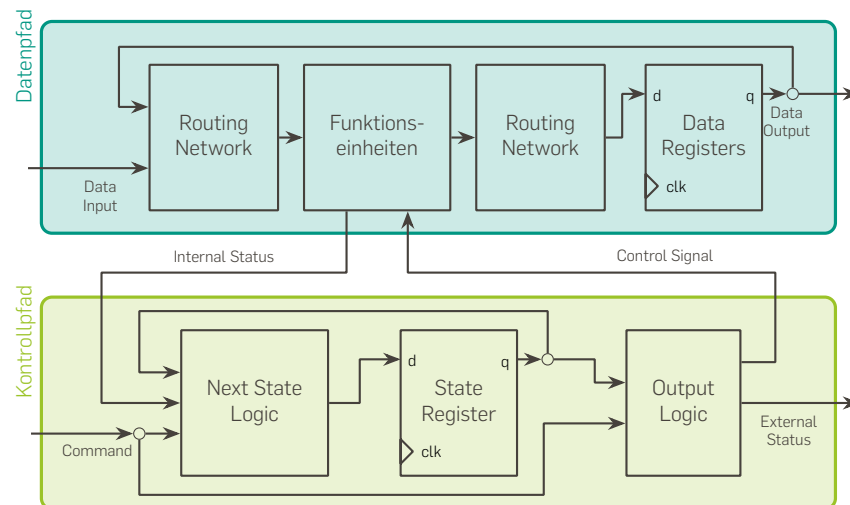 Datenpfad
Routing
Network
Funktions-
einheiten
Routing
Network
d
q
Data
Registers
clk
Data
Output
Data
Input
Internal Status
Control Signal
Kontrollpfad
Next State
Logic
d
q
State
Register
clk
Output
Logic
Command
External
Status